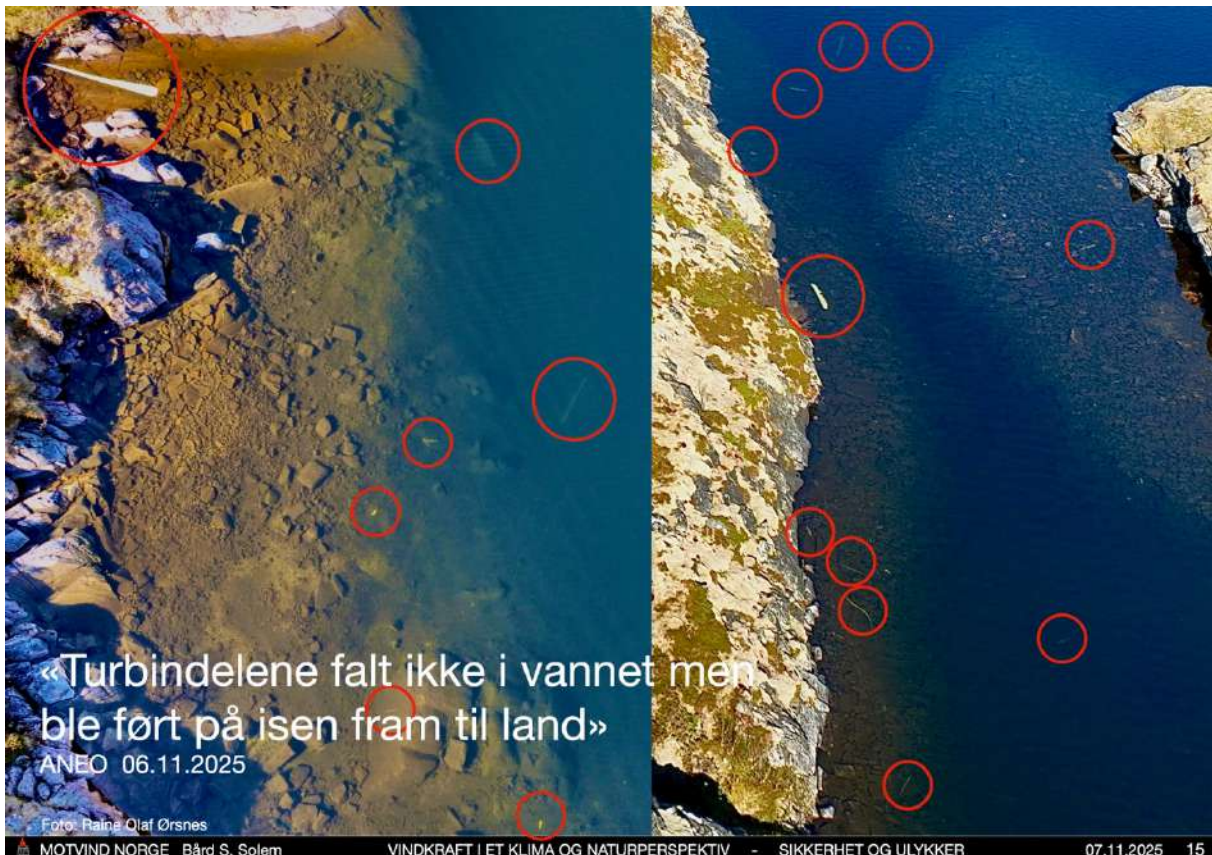 «Turbindelene falt ikke i vannet men
ble ført på isen fram til land»
ANEO 06.11.2025
Foto: Raine Olaf Ørsnes
MOTVIND NORGE Bård S. Solem VINDKRAFT I ET KLIMA OG NATURPERSPEKTIV - SIKKERHET OG ULYKKER 07.11.2025 15